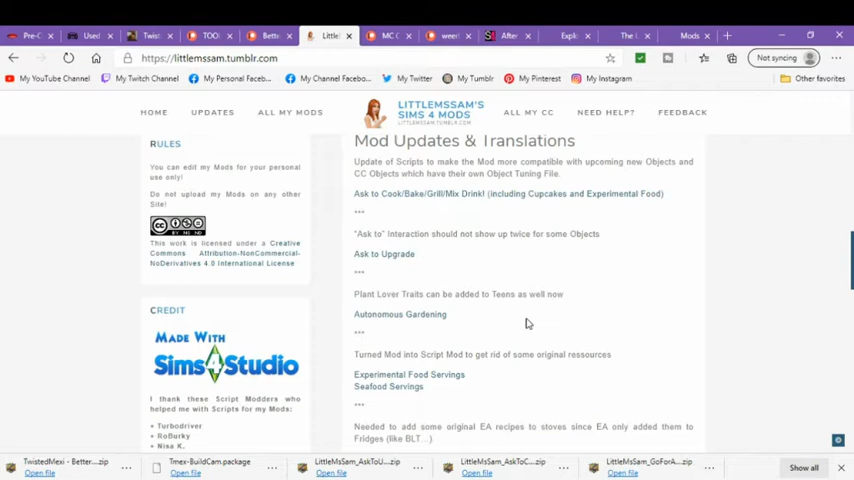 Pre-C
Used
Twist
TOO
Bette
Little
MC C
weer
After
Explo
The L
Mods
https://littlemssam.tumblr.com
Not syncing
My YouTube Channel
My Twitch Channel
My Personal Faceb...
My Channel Facebo...
My Twitter
My Tumblr
My Pinterest
My Instagram
Other favorites
HOME
UPDATES
ALL MY MODS
LITTLEMSSAM'S
SIMS 4 MODS
LITTLEMSSAM.TUMBLR.COM
ALL MY CC
NEED HELP?
FEEDBACK
RULES
You can edit my Mods for your personal
use only!
Do not upload my Mods on any other
Site!
This work is licensed under a Creative
Commons Attribution-NonCommercial-
NoDerivatives 4.0 International License
CREDIT
MADE WITH
Sims4Studio
I thank these Script Modders who
helped me with Scripts for my Mods:
• Turbodriver
• RoBurky
• Nisa K.
Mod Updates & Translations
Update of Scripts to make the Mod more compatible with upcoming new Objects and
CC Objects which have their own Object Tuning File.
Ask to Cook/Bake/Grill/Mix Drink! (including Cupcakes and Experimental Food)
***
"Ask to" Interaction should not show up twice for some Objects
Ask to Upgrade
***
Plant Lover Traits can be added to Teens as well now
Autonomous Gardening
***
Turned Mod into Script Mod to get rid of some original ressources
Experimental Food Servings
Seafood Servings
***
Needed to add some original EA recipes to stoves since EA only added them to
Fridges (like BLT...).
TwistedMexi - Better....zip
Open file
Tmex-BuildCam.package
Open file
LittleMsSam_AskToU....zip
Open file
LittleMsSam_AskToC....zip
Open file
LittleMsSam_GoForA....zip
Open file
Show all